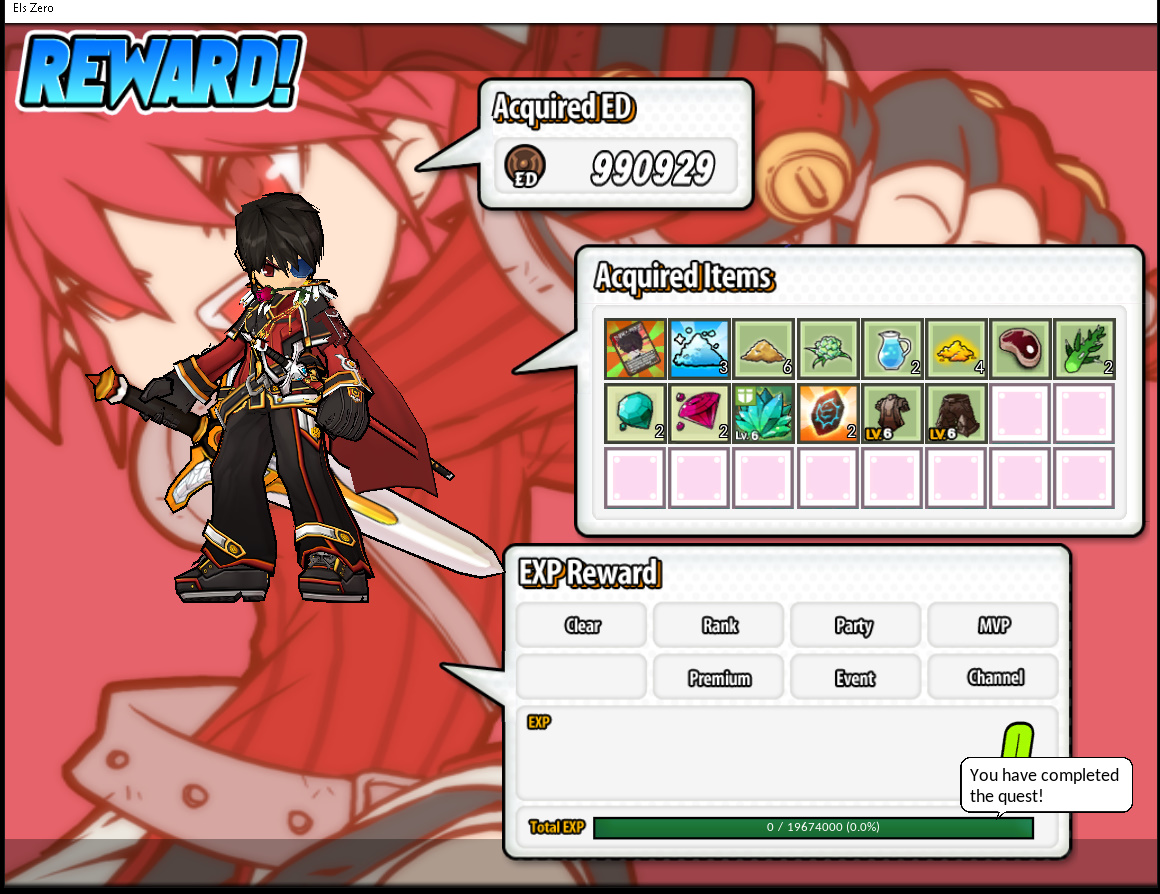 Els Zero
REWARD!
Acquired ED
ED 990929
Acquired Items
3 6 2 4 2
2 2 Lv. 6 2 LV.6 LV.6
EXP Reward
Clear Rank Party MVP
Premium Event Channel
EXP
0
You have completed
the quest!
Total EXP 0 / 19674000 (0.0%)